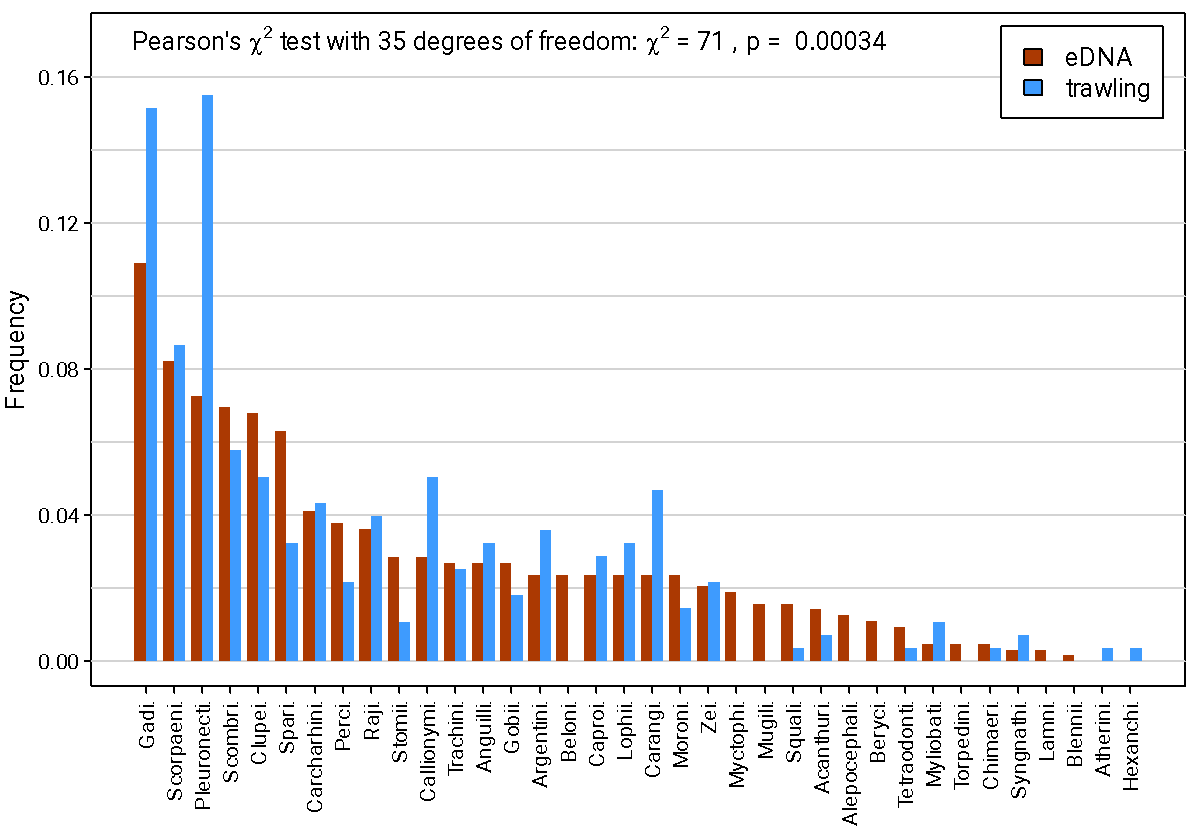 Pearson's χ² test with 35 degrees of freedom: χ² = 71 , p =  0.00034
eDNA
trawling
Frequency
0.16
0.12
0.08
0.04
0.00
Gadi.
Scorpaeni.
Pleuronecti.
Scombri.
Clupei.
Spari.
Carcharhini.
Perci.
Raji.
Stomii.
Callionymi.
Trachini.
Anguilli.
Gobii.
Argentini.
Beloni.
Caproi.
Lophii.
Carangi.
Moroni.
Zei.
Myctophi.
Mugili.
Squali.
Acanthuri.
Alepocephali.
Beryci.
Tetraodonti.
Myliobati.
Torpedini.
Chimaeri.
Syngnathi.
Lamni.
Blennii.
Atherini.
Hexanchi.